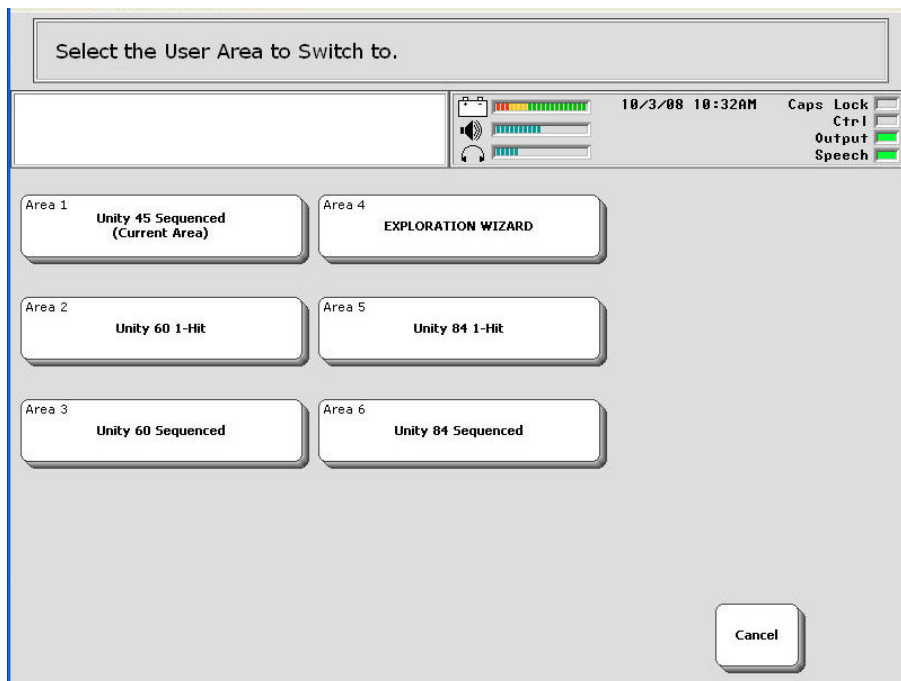 Select the User Area to Switch to.
10/3/08 10:32AM
Caps Lock
Ctrl
Output
Speech
Area 1
Unity 45 Sequenced
(Current Area)
Area 4
EXPLORATION WIZARD
Area 2
Unity 60 1-Hit
Area 5
Unity 84 1-Hit
Area 3
Unity 60 Sequenced
Area 6
Unity 84 Sequenced
Cancel